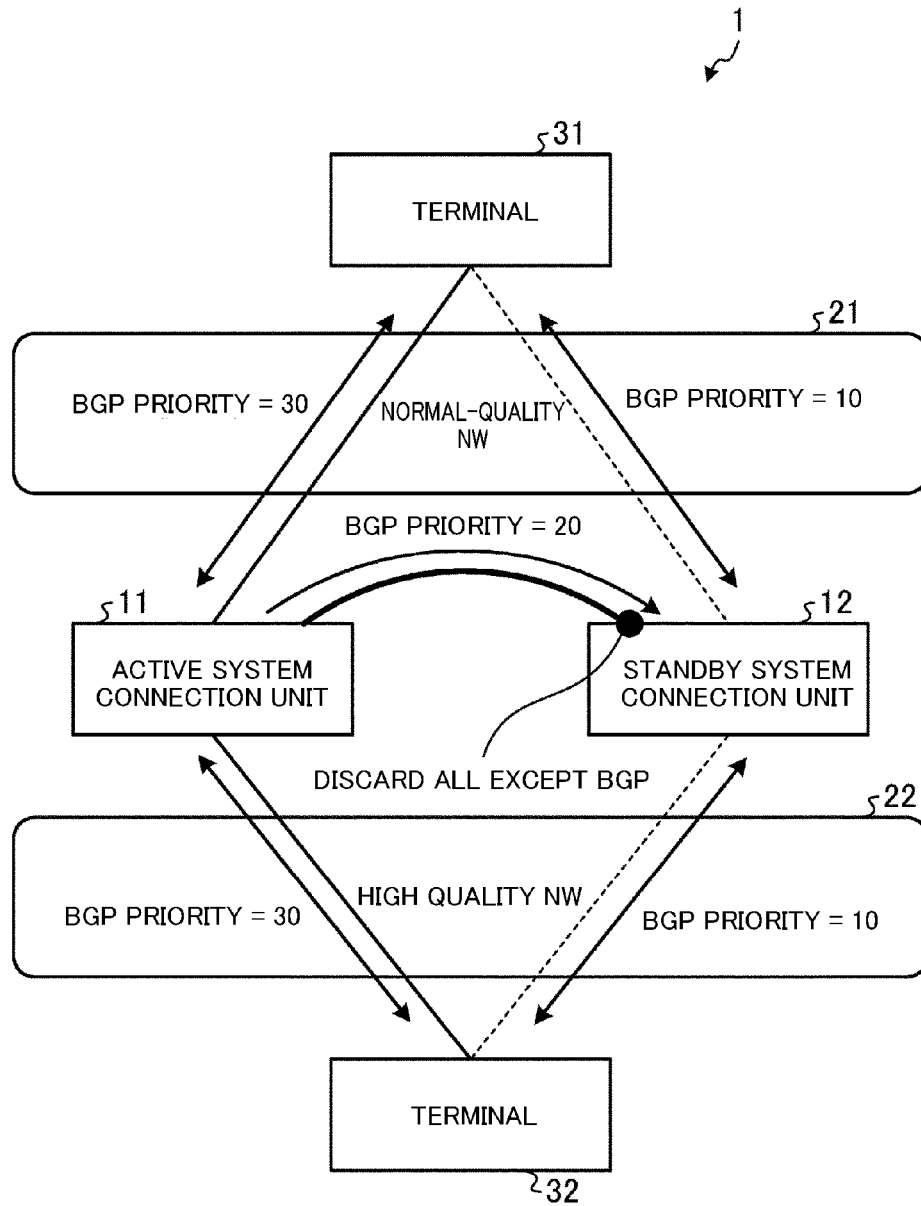 1
31
TERMINAL
21
BGP PRIORITY = 30
NORMAL-QUALITY
NW
BGP PRIORITY = 10
BGP PRIORITY = 20
11
ACTIVE SYSTEM
CONNECTION UNIT
12
STANDBY SYSTEM
CONNECTION UNIT
DISCARD ALL EXCEPT BGP
22
BGP PRIORITY = 30
HIGH QUALITY NW
BGP PRIORITY = 10
TERMINAL
32